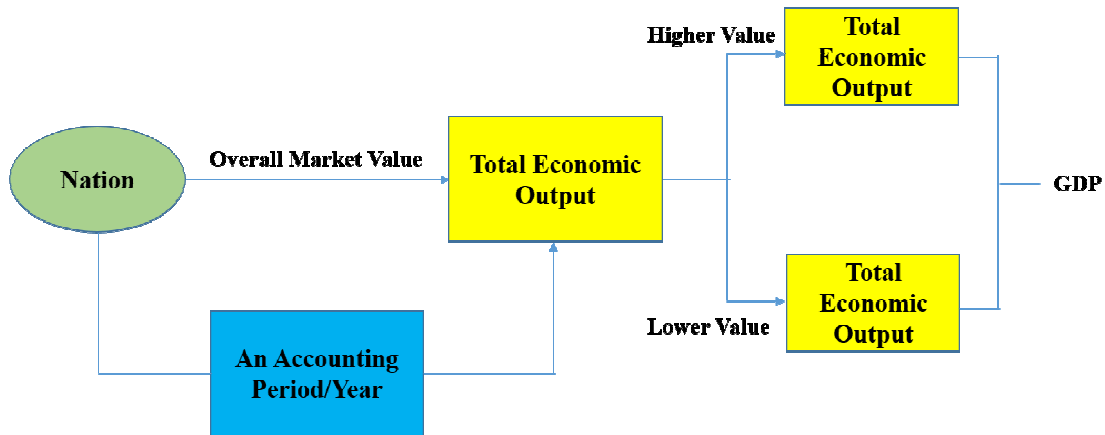 Nation
Overall Market Value
Total Economic
Output
An Accounting
Period/Year
Higher Value
Total
Economic
Output
Lower Value
Total
Economic
Output
GDP